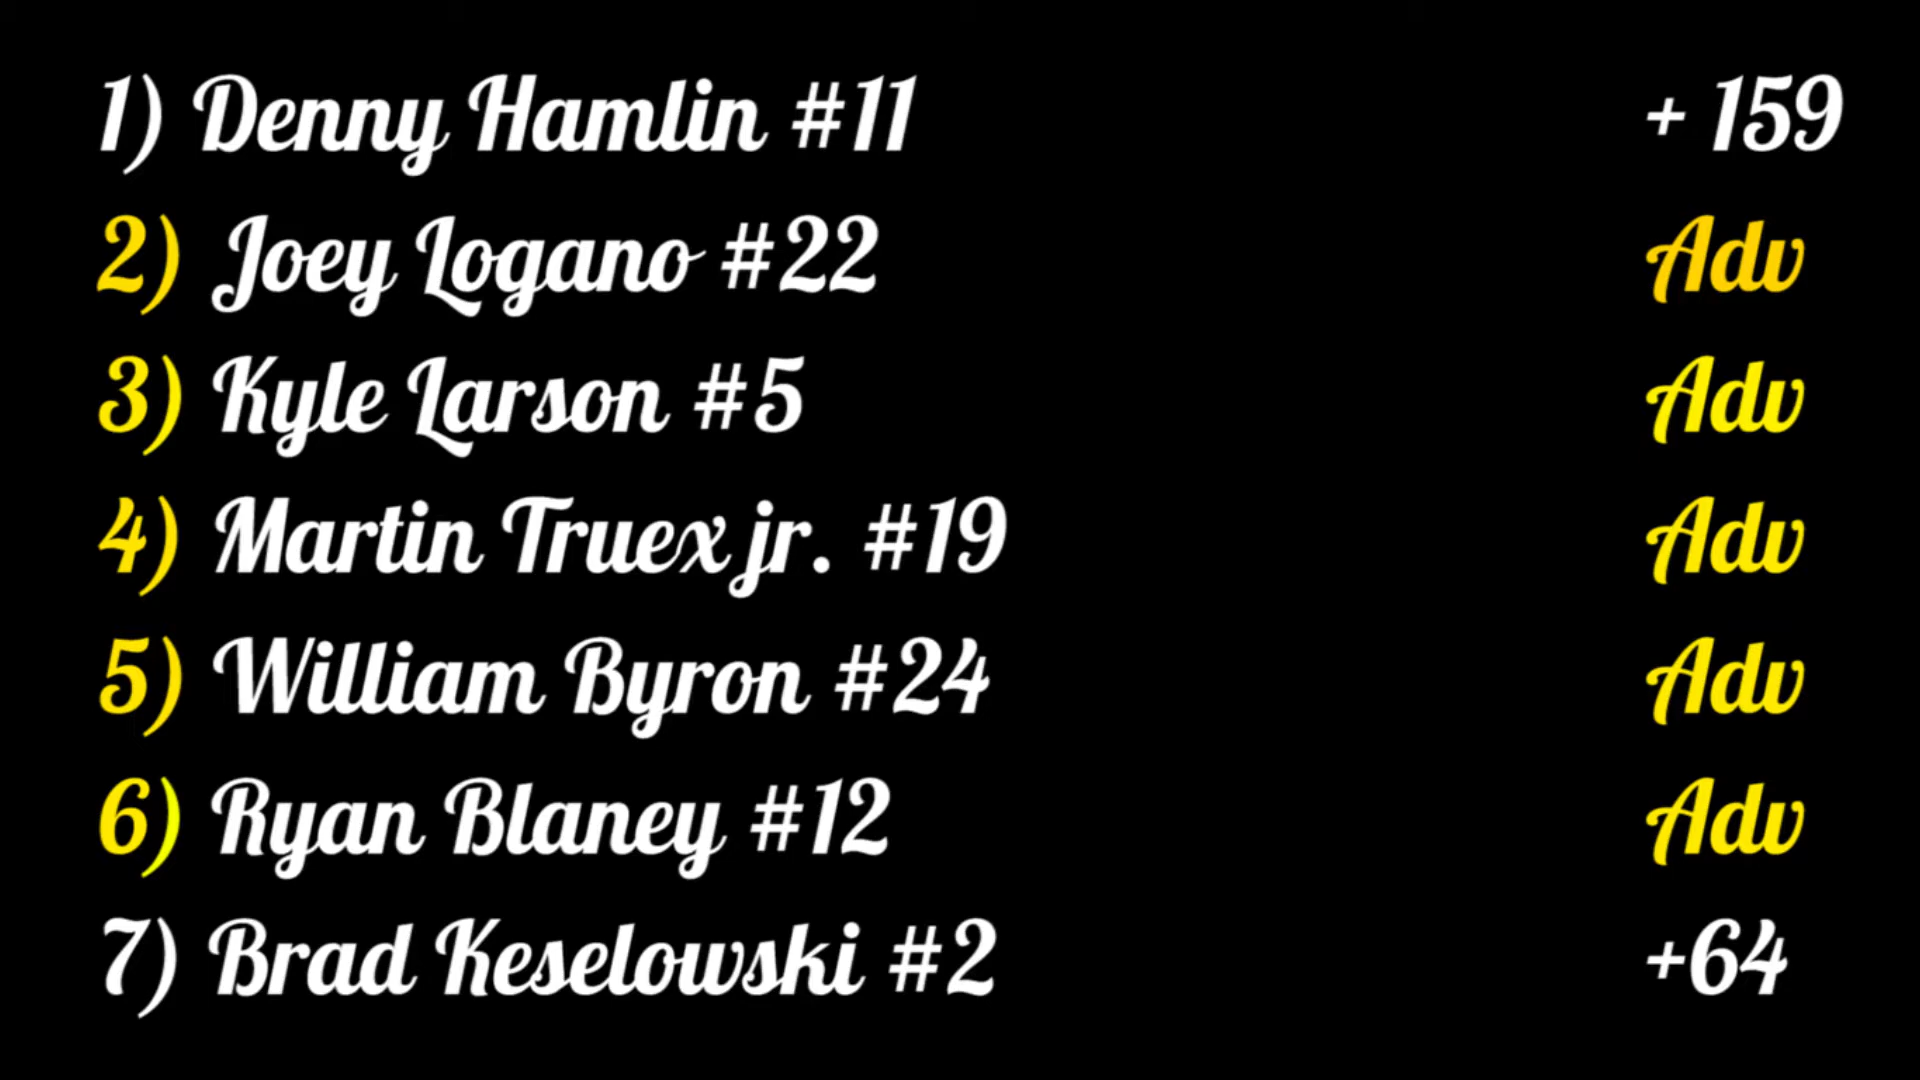 1) Denny Hamlin #11 + 159
2) Joey Logano #22 Adv
3) Kyle Larson #5 Adv
4) Martin Truex jr. #19 Adv
5) William Byron #24 Adv
6) Ryan Blaney #12 Adv
7) Brad Keselowski #2 +64